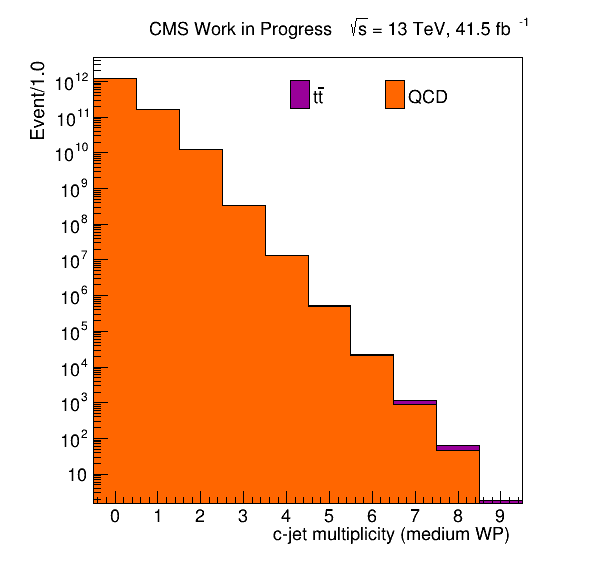 CMS Work in Progress √s = 13 TeV, 41.5 fb⁻¹
Event/1.0
tt̄ QCD
10¹²
10¹¹
10¹⁰
10⁹
10⁸
10⁷
10⁶
10⁵
10⁴
10³
10²
10
0 1 2 3 4 5 6 7 8 9
c-jet multiplicity (medium WP)